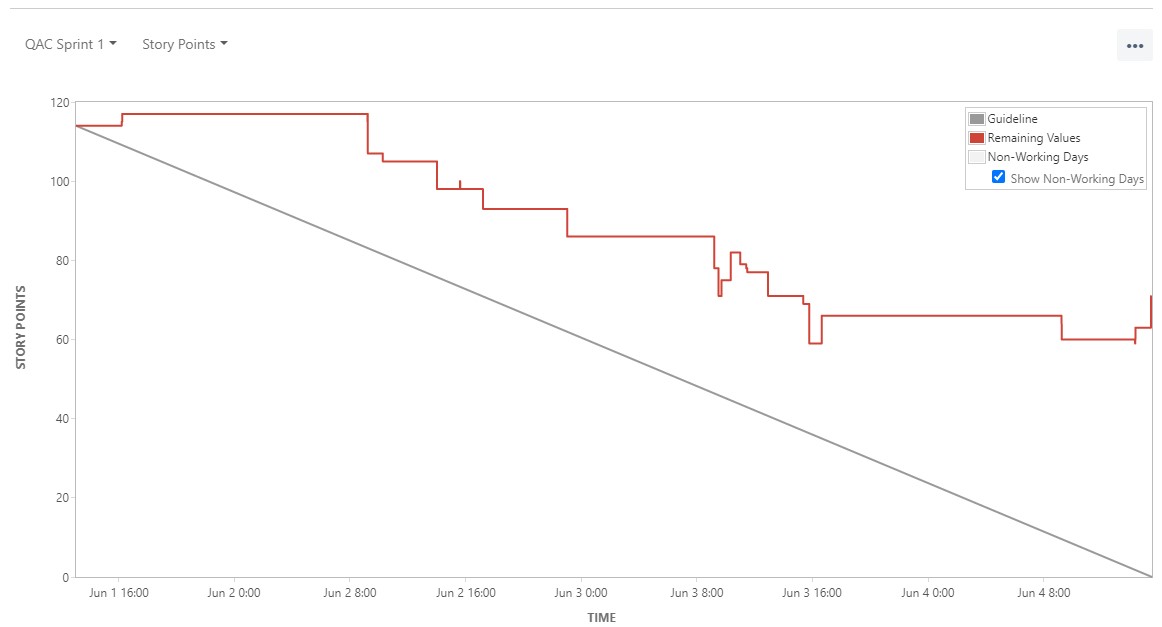 QAC Sprint 1 Story Points
•••
120
Guideline
Remaining Values
Non-Working Days
Show Non-Working Days
100
80
60
40
20
0
STORY POINTS
Jun 1 16:00 Jun 2 0:00 Jun 2 8:00 Jun 2 16:00 Jun 3 0:00 Jun 3 8:00 Jun 3 16:00 Jun 4 0:00 Jun 4 8:00
TIME